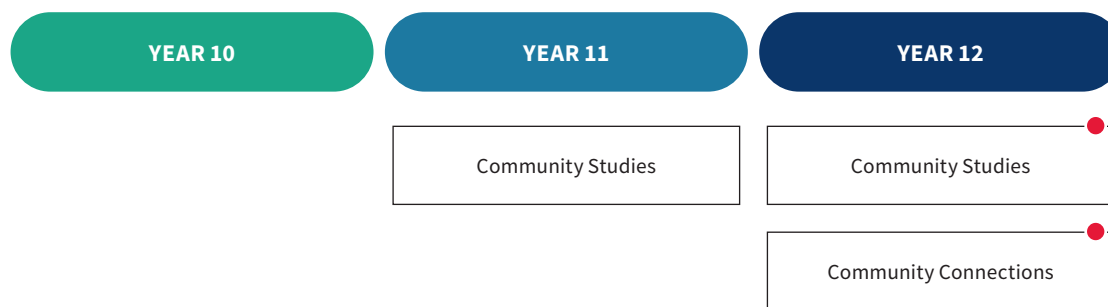 YEAR 10
YEAR 11
YEAR 12
Community Studies
Community Studies
Community Connections